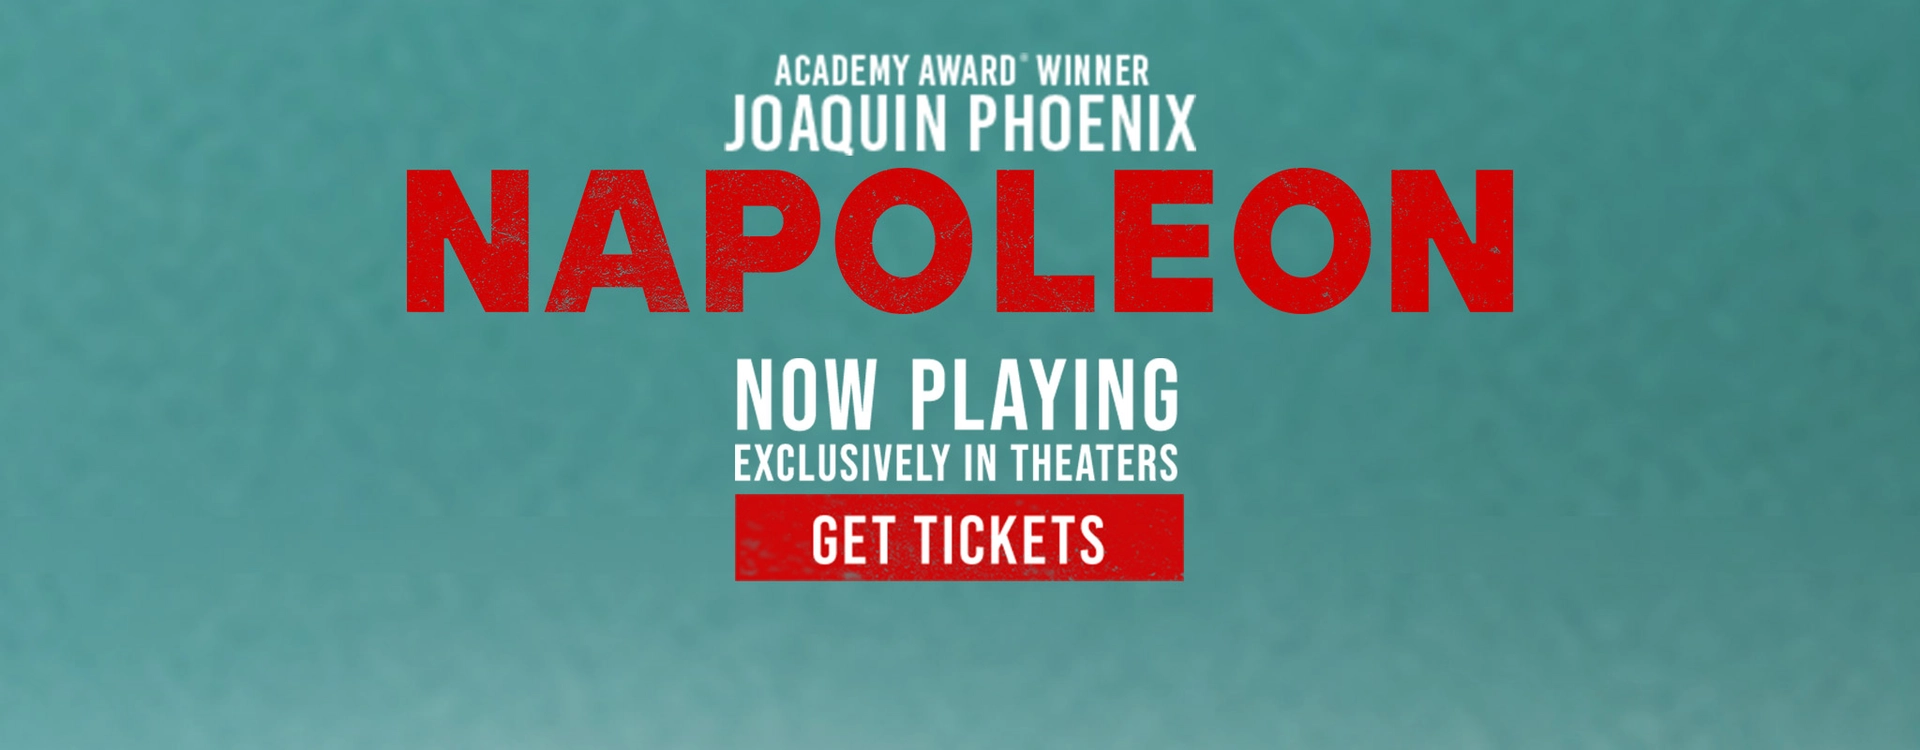 ACADEMY AWARD® WINNER
JOAQUIN PHOENIX
NAPOLEON
NOW PLAYING
EXCLUSIVELY IN THEATERS
GET TICKETS